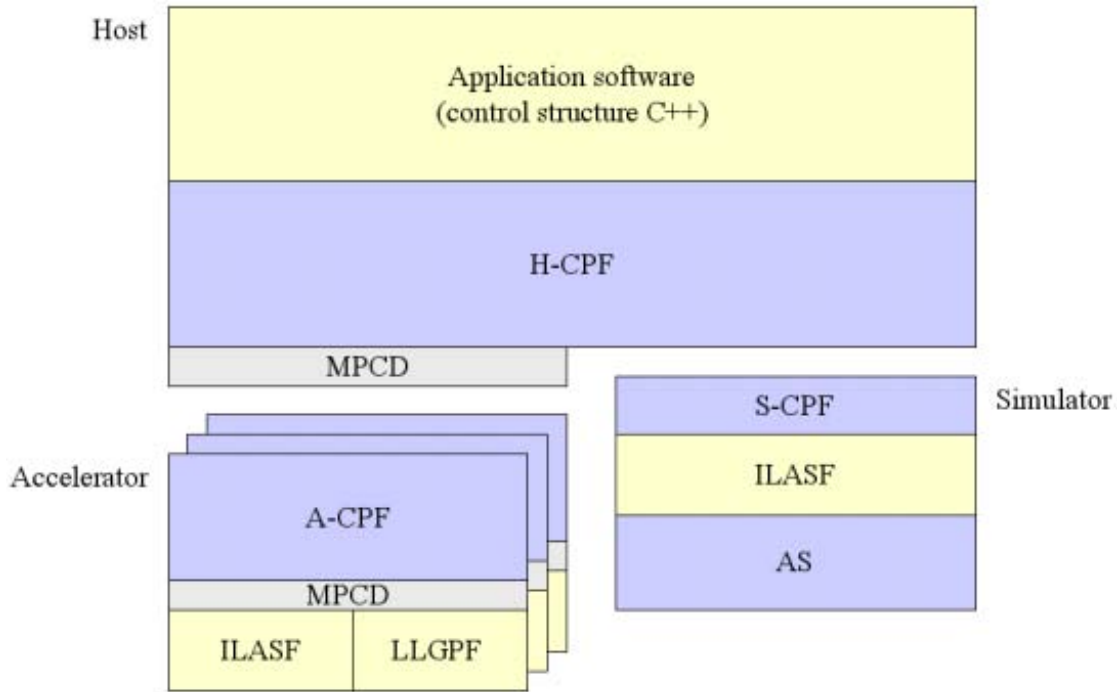 Host
Application software
(control structure C++)
H-CPF
MPCD
S-CPF
Simulator
ILASF
AS
Accelerator
A-CPF
MPCD
ILASF
LLGPF